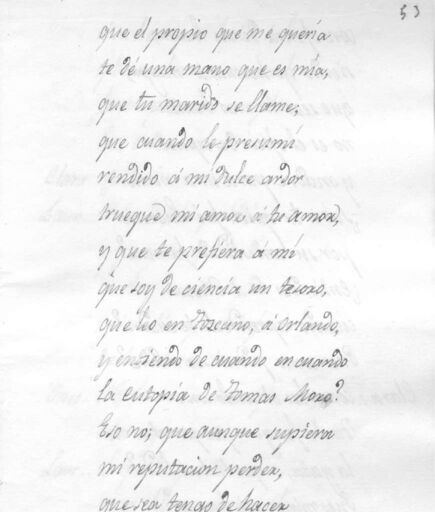 53
que el propio que me queria
te dé una mano que es mia,
que tu marido se llame;
que cuando le presumí
rendido á mi dulce ardor
trueque mi amor á tu amor,
y que te prefiera á mí
que soy de ciencia un tesoro,
que leo en Toscano, á Orlando,
y entiendo de cuando en cuando
la eutopia de Tomas Moro?
Eso no; que aunque supiera
mi reputacion perder,
que sea tengo de hacer